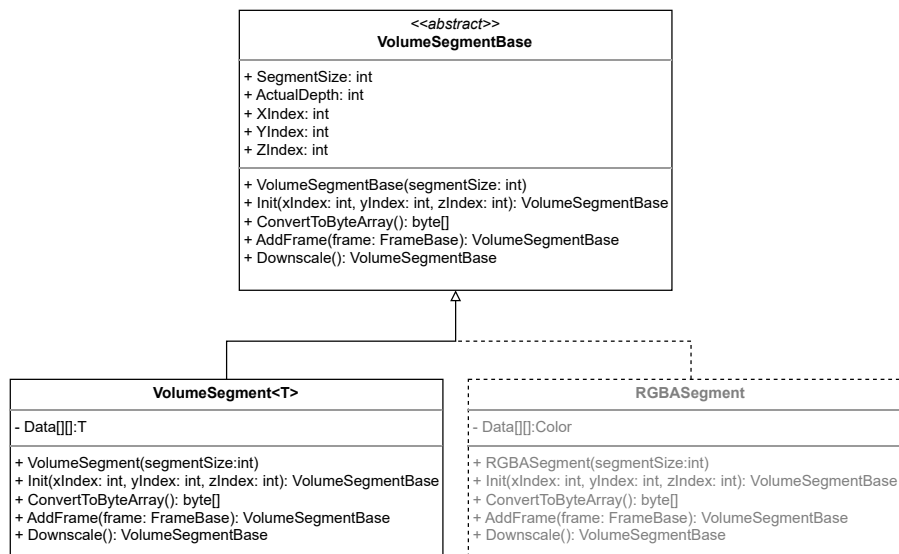 <<abstract>>
VolumeSegmentBase
+ SegmentSize: int
+ ActualDepth: int
+ XIndex: int
+ YIndex: int
+ ZIndex: int
+ VolumeSegmentBase(segmentSize: int)
+ Init(xIndex: int, yIndex: int, zIndex: int): VolumeSegmentBase
+ ConvertToByteArray(): byte[]
+ AddFrame(frame: FrameBase): VolumeSegmentBase
+ Downscale(): VolumeSegmentBase
VolumeSegment<T>
- Data[][]:T
+ VolumeSegment(segmentSize:int)
+ Init(xIndex: int, yIndex: int, zIndex: int): VolumeSegmentBase
+ ConvertToByteArray(): byte[]
+ AddFrame(frame: FrameBase): VolumeSegmentBase
+ Downscale(): VolumeSegmentBase
RGBASegment
- Data[][]:Color
+ RGBASegment(segmentSize:int)
+ Init(xIndex: int, yIndex: int, zIndex: int): VolumeSegmentBase
+ ConvertToByteArray(): byte[]
+ AddFrame(frame: FrameBase): VolumeSegmentBase
+ Downscale(): VolumeSegmentBase